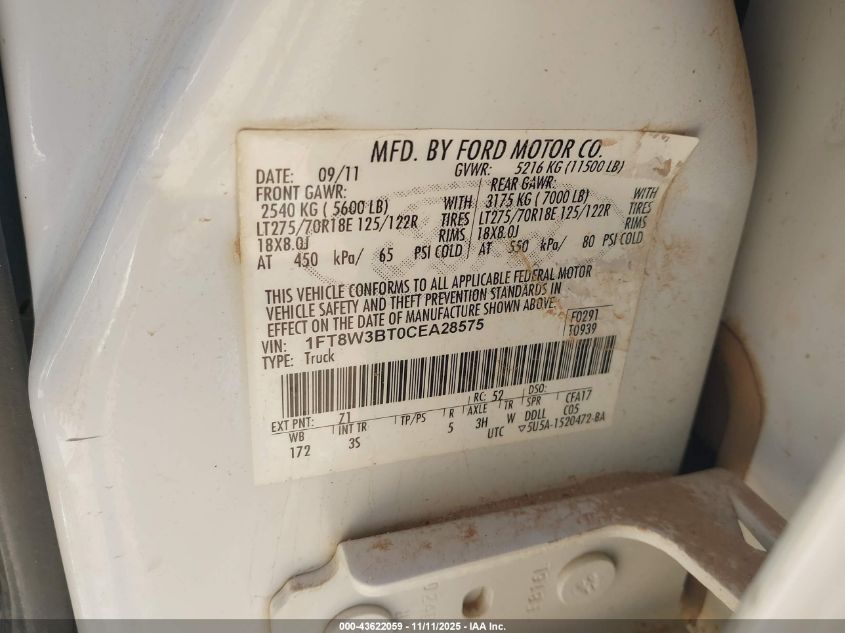 MFD. BY FORD MOTOR CO.
DATE: 09/11 GVWR: 5216 KG (11500 LB)
FRONT GAWR: REAR GAWR:
2540 KG ( 5600 LB) WITH 3175 KG ( 7000 LB) WITH
LT275/70R18E 125/122R TIRES LT275/70R18E 125/122R TIRES
18X8.0J RIMS 18X8.0J RIMS
AT 450 kPa/ 65 PSI COLD AT 550 kPa/ 80 PSI COLD
THIS VEHICLE CONFORMS TO ALL APPLICABLE FEDERAL MOTOR
VEHICLE SAFETY AND THEFT PREVENTION STANDARDS IN
EFFECT ON THE DATE OF MANUFACTURE SHOWN ABOVE.
VIN: 1FT8W3BT0CEA28575 F0291
TYPE: Truck T0939
EXT PNT: 71 RC: 52 DSO:
WB INT TR TP/PS R AXLE TR SPR CFA17
172 3S 5 3H W DDLL C05
UTC ▽5U5A-1520472-BA
000-43622059 - 11/11/2025 - IAA Inc.